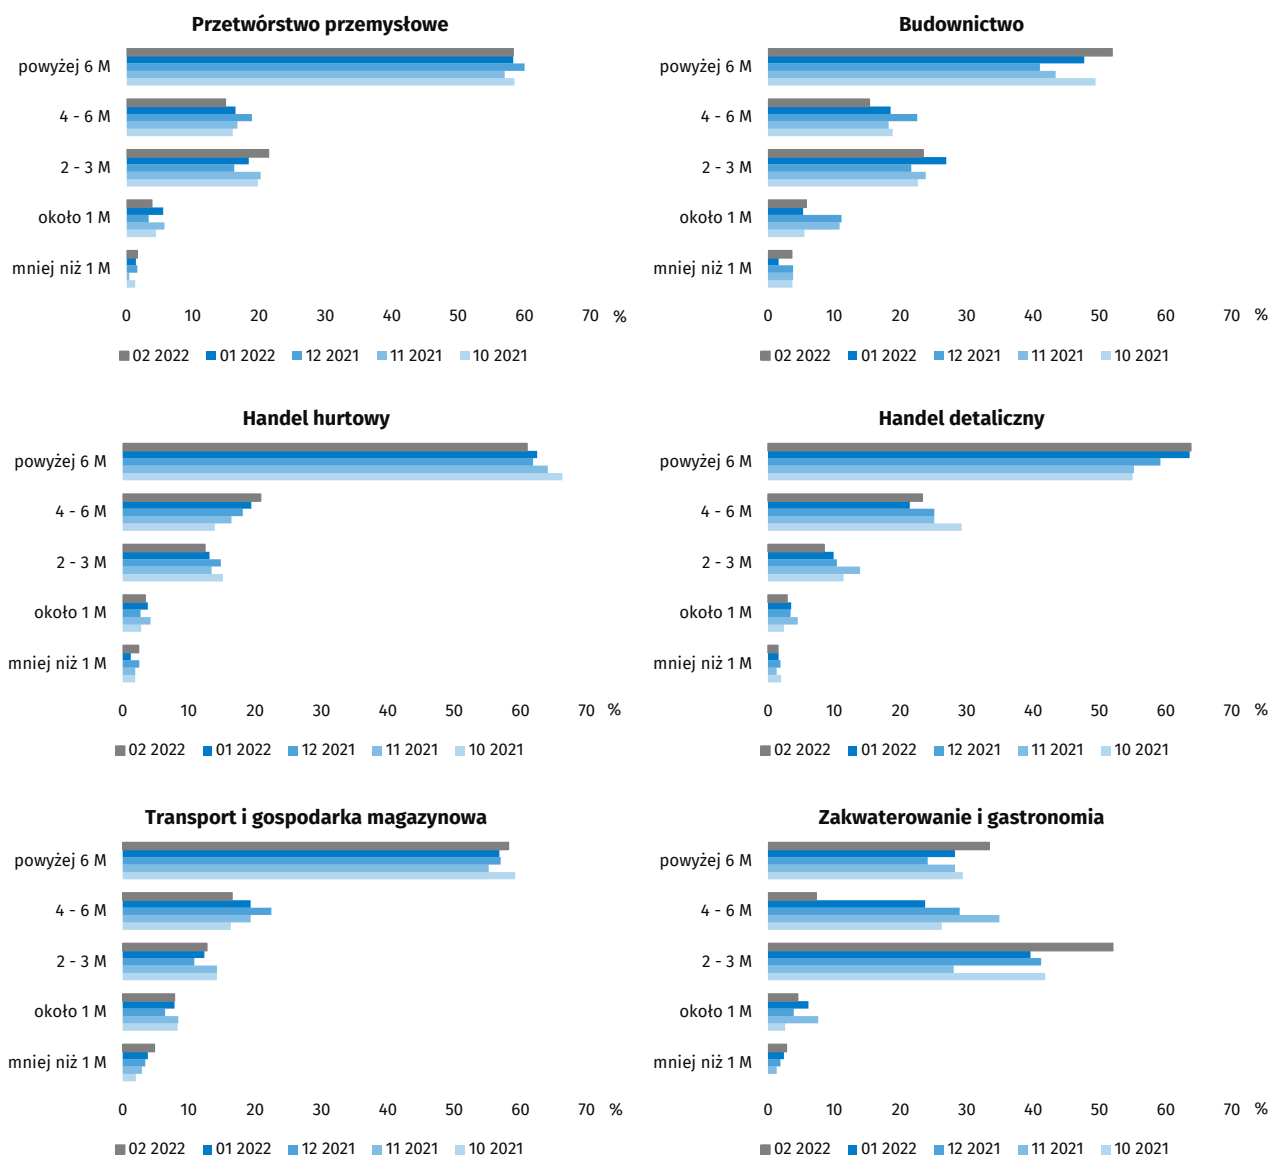 Przetwórstwo przemysłowe
powyżej 6 M
4 - 6 M
2 - 3 M
około 1 M
mniej niż 1 M
0 10 20 30 40 50 60 70 %
02 2022 01 2022 12 2021 11 2021 10 2021
Budownictwo
powyżej 6 M
4 - 6 M
2 - 3 M
około 1 M
mniej niż 1 M
0 10 20 30 40 50 60 70 %
02 2022 01 2022 12 2021 11 2021 10 2021
Handel hurtowy
powyżej 6 M
4 - 6 M
2 - 3 M
około 1 M
mniej niż 1 M
0 10 20 30 40 50 60 70 %
02 2022 01 2022 12 2021 11 2021 10 2021
Handel detaliczny
powyżej 6 M
4 - 6 M
2 - 3 M
około 1 M
mniej niż 1 M
0 10 20 30 40 50 60 70 %
02 2022 01 2022 12 2021 11 2021 10 2021
Transport i gospodarka magazynowa
powyżej 6 M
4 - 6 M
2 - 3 M
około 1 M
mniej niż 1 M
0 10 20 30 40 50 60 70 %
02 2022 01 2022 12 2021 11 2021 10 2021
Zakwaterowanie i gastronomia
powyżej 6 M
4 - 6 M
2 - 3 M
około 1 M
mniej niż 1 M
0 10 20 30 40 50 60 70 %
02 2022 01 2022 12 2021 11 2021 10 2021